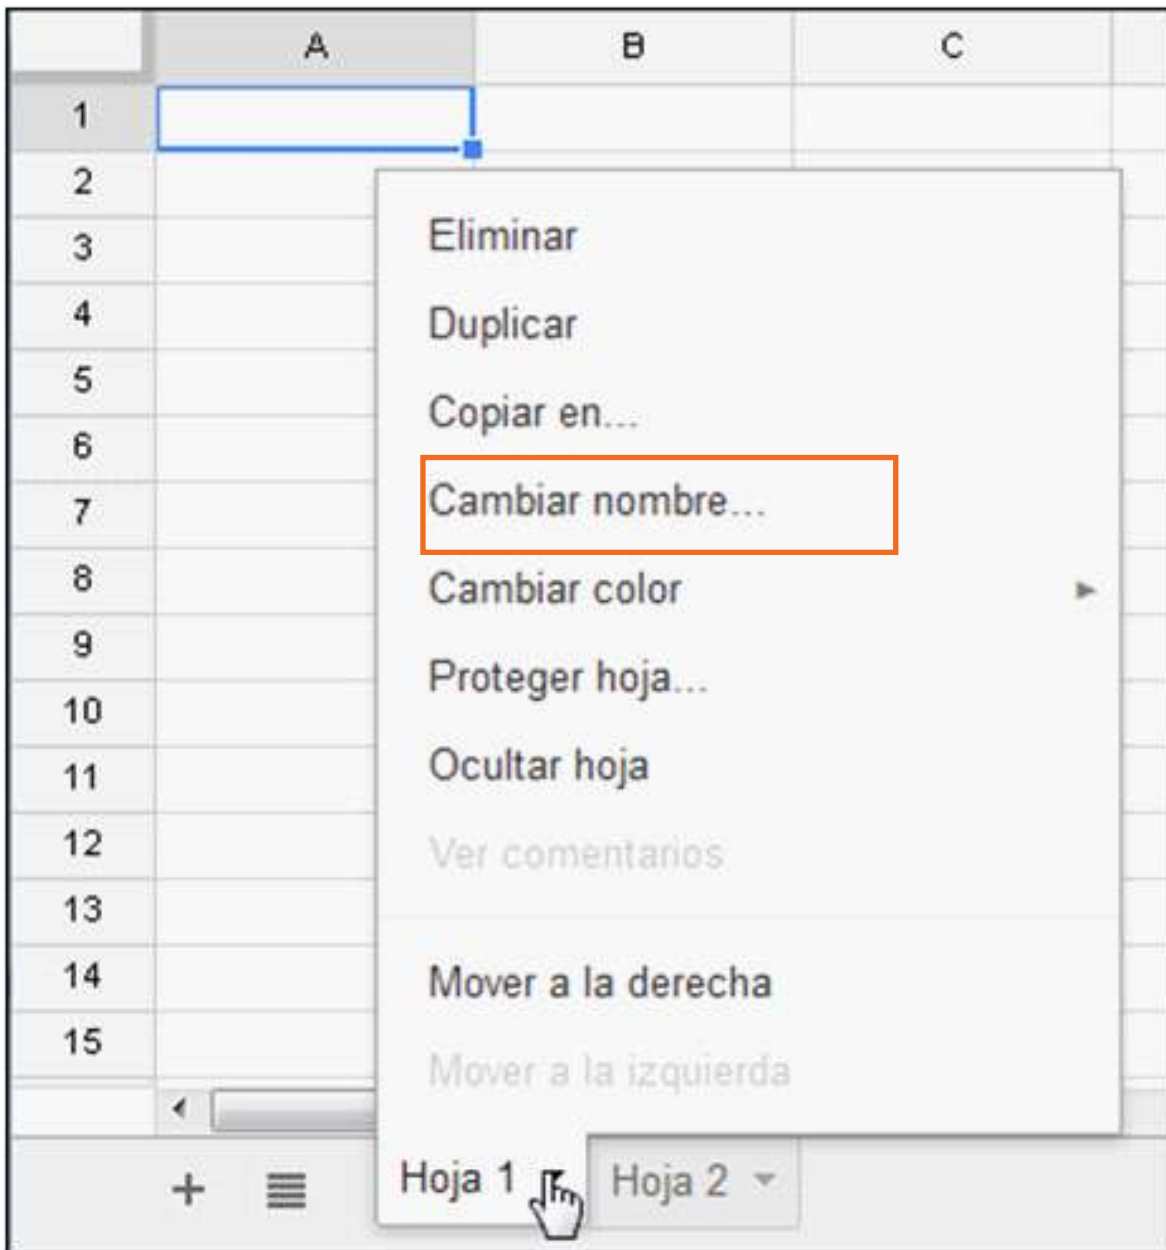 A B C
1
2
3
4
5
6
7
8
9
10
11
12
13
14
15
Eliminar
Duplicar
Copiar en...
Cambiar nombre...
Cambiar color
Proteger hoja...
Ocultar hoja
Ver comentarios
Mover a la derecha
Mover a la izquierda
Hoja 1 Hoja 2